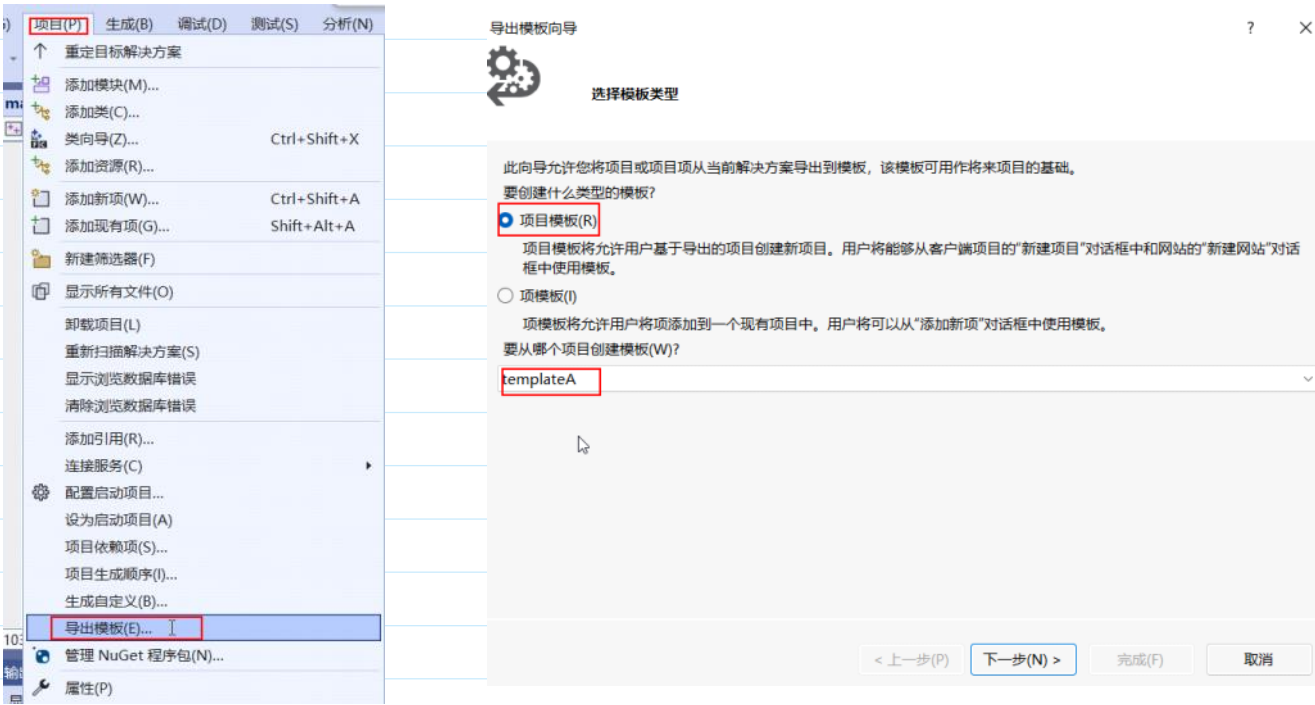 项目(P) 生成(B) 调试(D) 测试(S) 分析(N)
重定目标解决方案
添加模块(M)...
添加类(C)...
类向导(Z)... Ctrl+Shift+X
添加资源(R)...
添加新项(W)... Ctrl+Shift+A
添加现有项(G)... Shift+Alt+A
新建筛选器(F)
显示所有文件(O)
卸载项目(L)
重新扫描解决方案(S)
显示浏览数据库错误
清除浏览数据库错误
添加引用(R)...
连接服务(C)
配置启动项目...
设为启动项目(A)
项目依赖项(S)...
项目生成顺序(I)...
生成自定义(B)...
导出模板(E)...
管理 NuGet 程序包(N)...
属性(P)
导出模板向导
选择模板类型
此向导允许您将项目或项目项从当前解决方案导出到模板，该模板可用作将来项目的基础。
要创建什么类型的模板?
项目模板(R)
项目模板将允许用户基于导出的项目创建新项目。用户将能够从客户端项目的“新建项目”对话框中和网站的“新建网站”对话
框中使用模板。
项模板(I)
项模板将允许用户将项添加到一个现有项目中。用户将可以从“添加新项”对话框中使用模板。
要从哪个项目创建模板(W)?
templateA
< 上一步(P) 下一步(N) > 完成(F) 取消